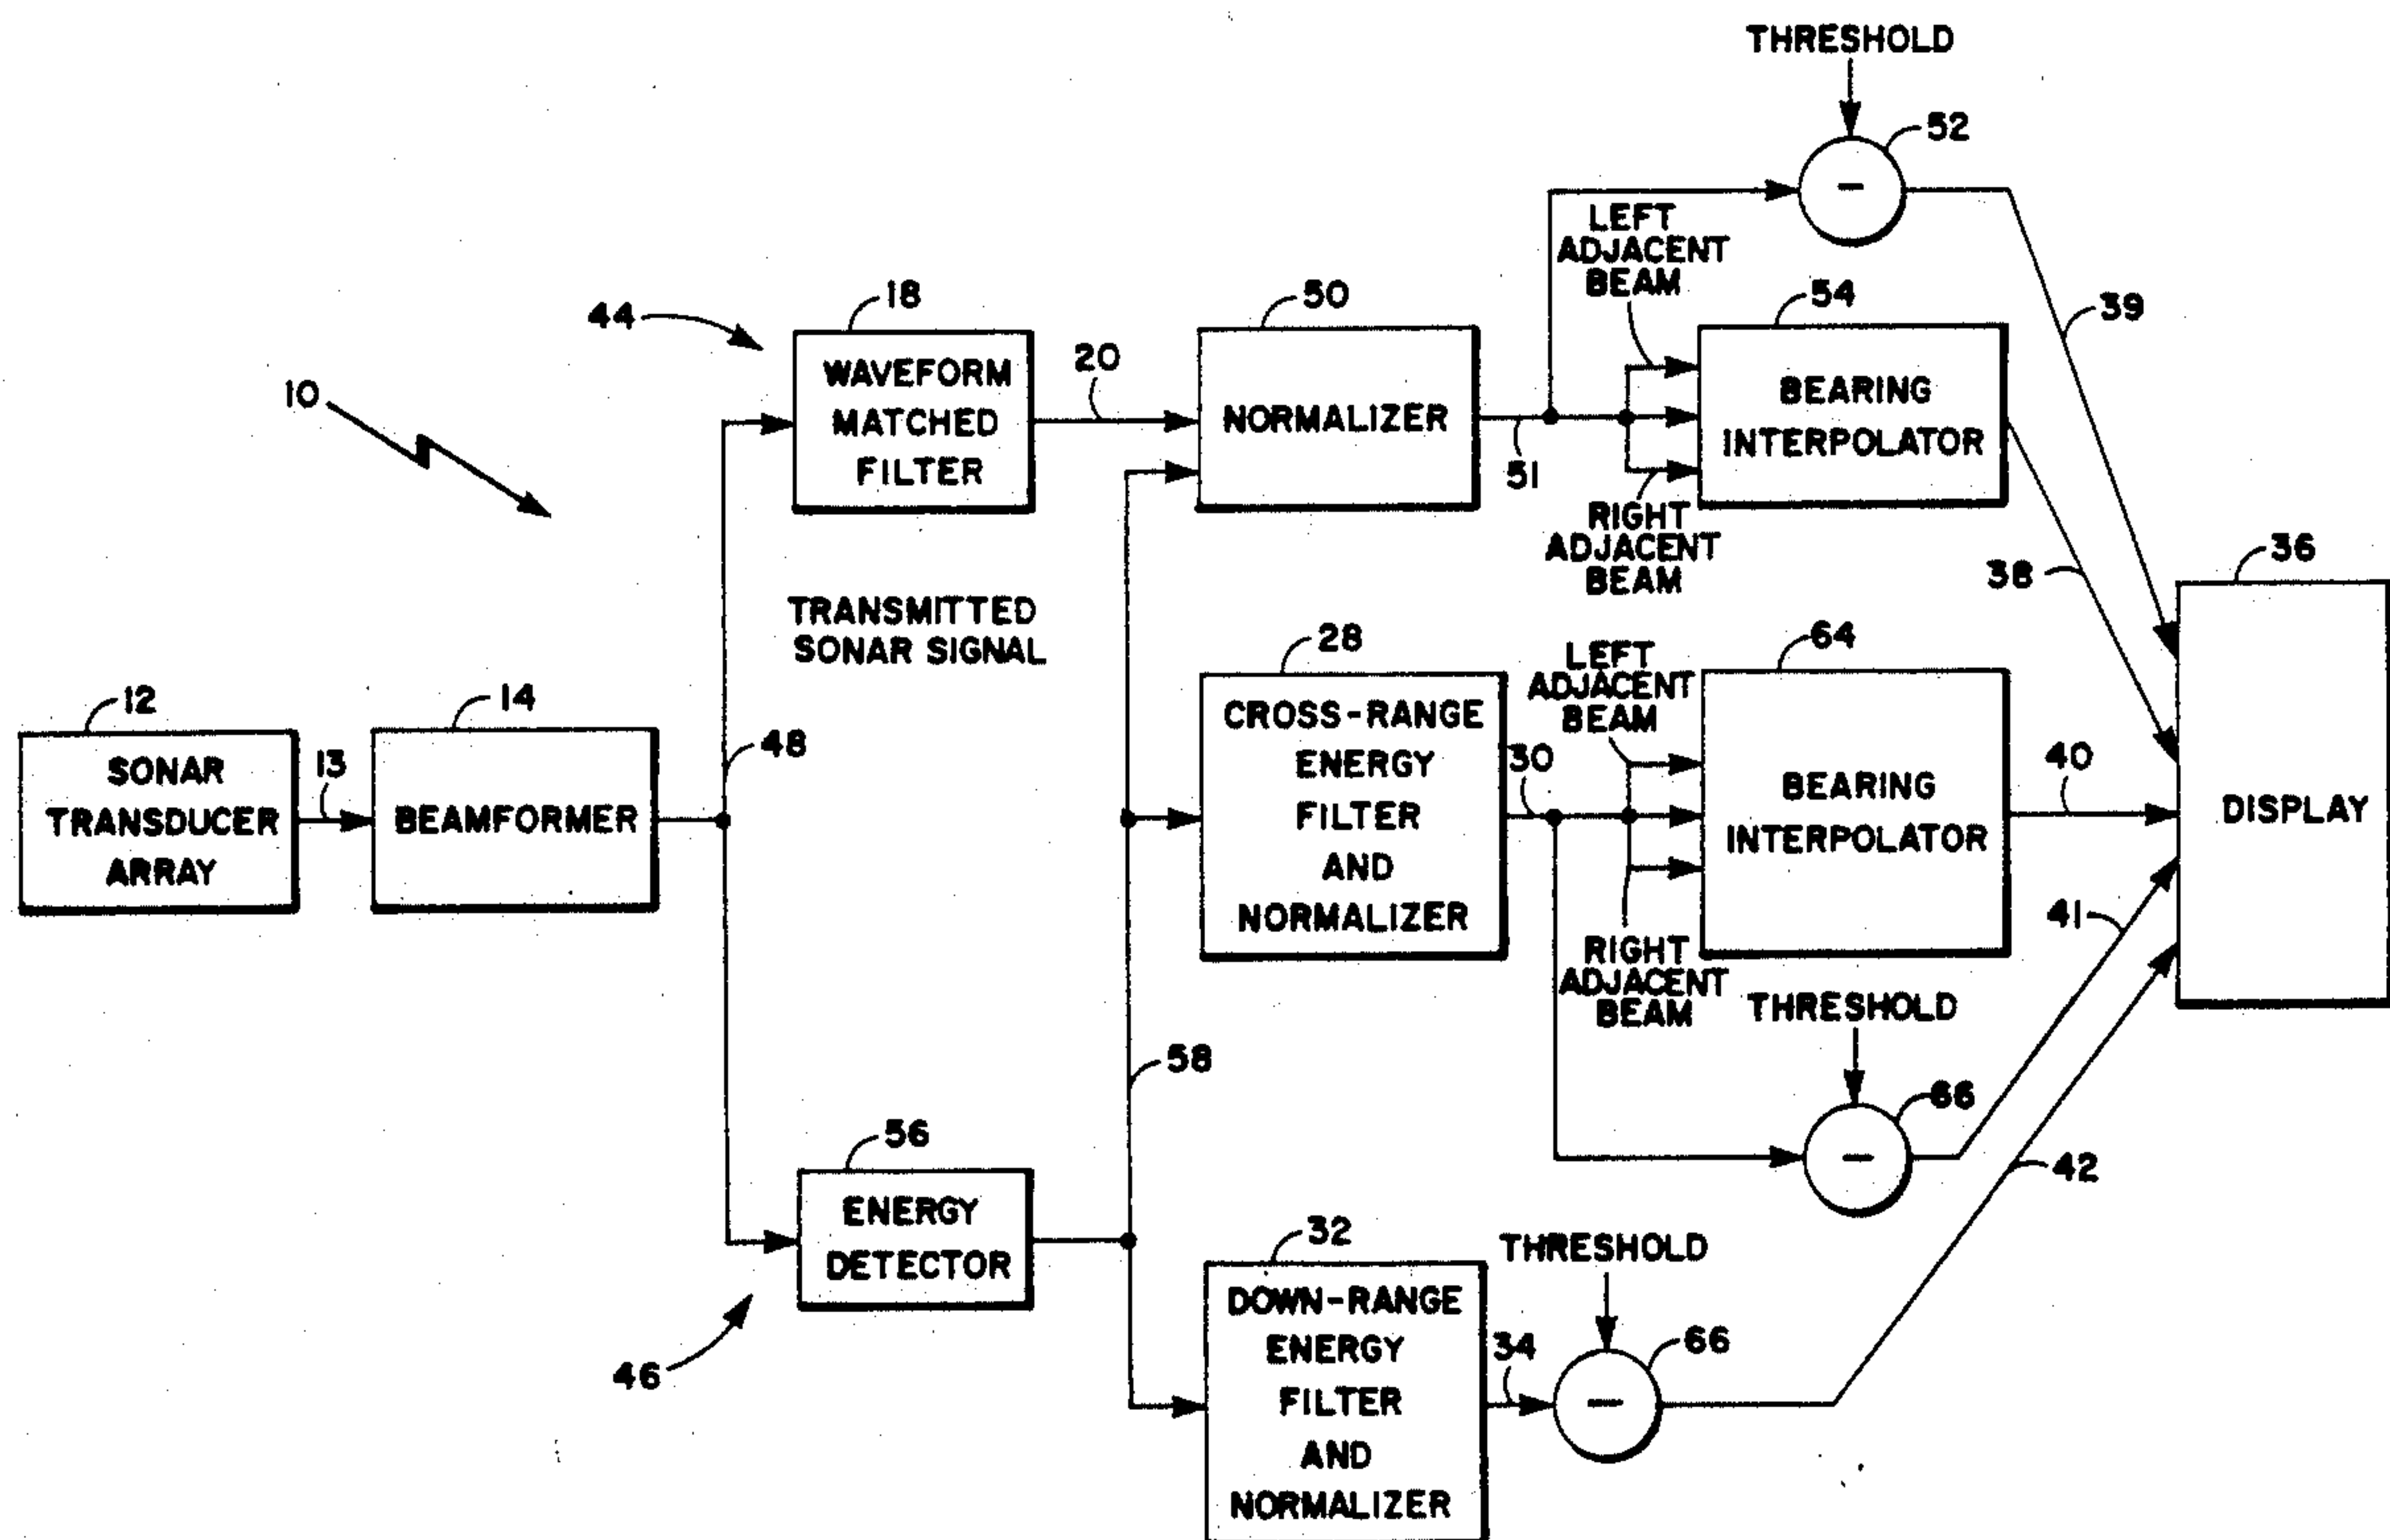 THRESHOLD
52
-
LEFT
ADJACENT
BEAM
44
18
50
54
39
WAVEFORM
MATCHED
FILTER
20
NORMALIZER
51
BEARING
INTERPOLATOR
10
RIGHT
ADJACENT
BEAM
38
36
TRANSMITTED
SONAR SIGNAL
28
LEFT
ADJACENT
BEAM
64
12
SONAR
TRANSDUCER
ARRAY
13
14
BEAMFORMER
48
CROSS-RANGE
ENERGY
FILTER
AND
NORMALIZER
30
BEARING
INTERPOLATOR
40
DISPLAY
41
RIGHT
ADJACENT
BEAM
THRESHOLD
58
66
-
42
56
ENERGY
DETECTOR
46
32
DOWN-RANGE
ENERGY
FILTER
AND
NORMALIZER
34
THRESHOLD
66
-